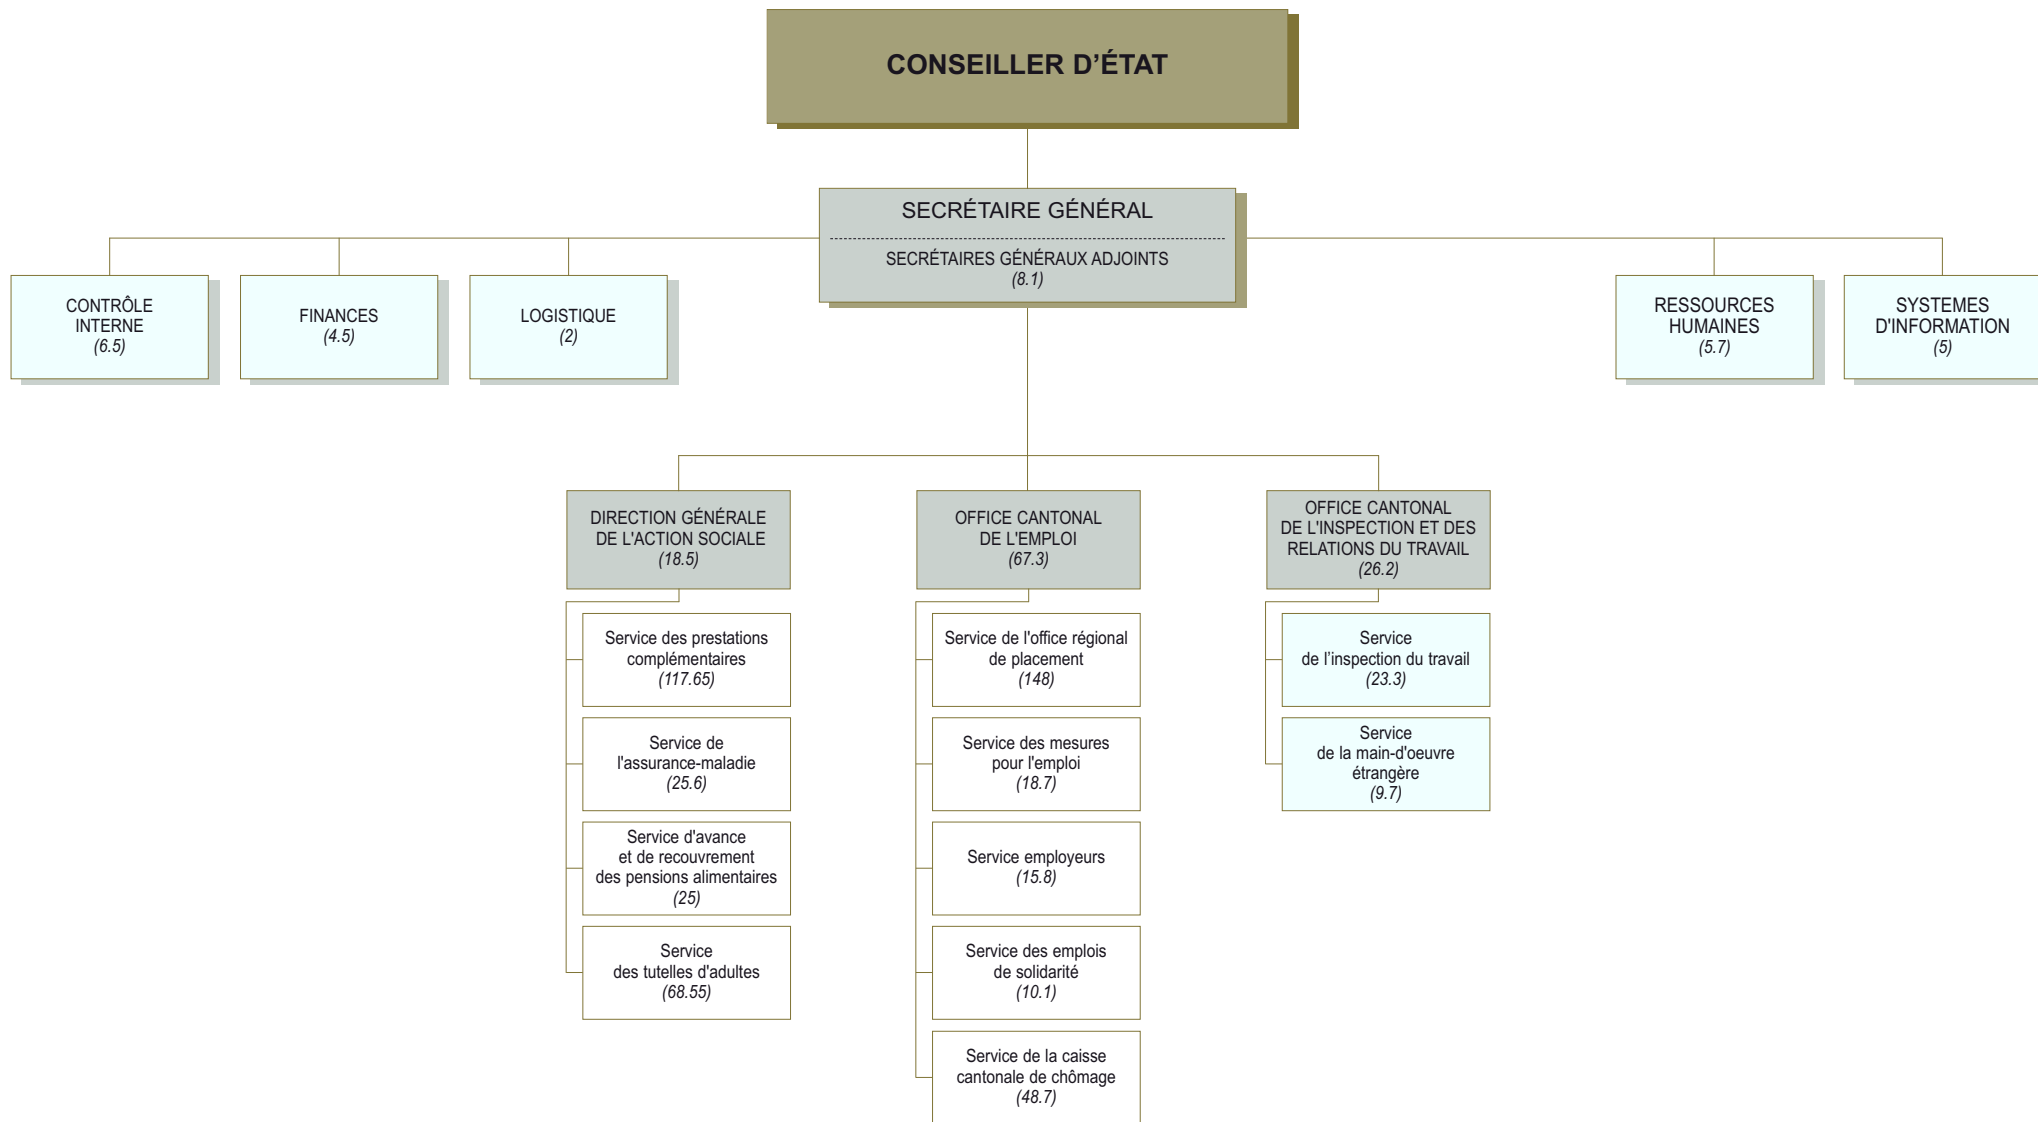 CONSEILLER D’ÉTAT
SECRÉTAIRE GÉNÉRAL
SECRÉTAIRES GÉNÉRAUX ADJOINTS
(8.1)
CONTRÔLE
INTERNE
(6.5)
FINANCES
(4.5)
LOGISTIQUE
(2)
RESSOURCES
HUMAINES
(5.7)
SYSTEMES
D'INFORMATION
(5)
DIRECTION GÉNÉRALE
DE L'ACTION SOCIALE
(18.5)
Service des prestations
complémentaires
(117.65)
Service de
l'assurance-maladie
(25.6)
Service d'avance
et de recouvrement
des pensions alimentaires
(25)
Service
des tutelles d'adultes
(68.55)
OFFICE CANTONAL
DE L'EMPLOI
(67.3)
Service de l'office régional
de placement
(148)
Service des mesures
pour l'emploi
(18.7)
Service employeurs
(15.8)
Service des emplois
de solidarité
(10.1)
Service de la caisse
cantonale de chômage
(48.7)
OFFICE CANTONAL
DE L'INSPECTION ET DES
RELATIONS DU TRAVAIL
(26.2)
Service
de l’inspection du travail
(23.3)
Service
de la main-d'oeuvre
étrangère
(9.7)